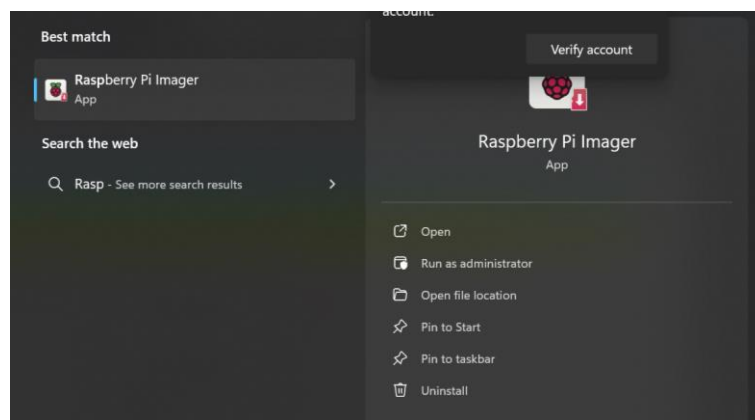 Best match
Raspberry Pi Imager
App
Search the web
Rasp - See more search results
account.
Verify account
Raspberry Pi Imager
App
Open
Run as administrator
Open file location
Pin to Start
Pin to taskbar
Uninstall